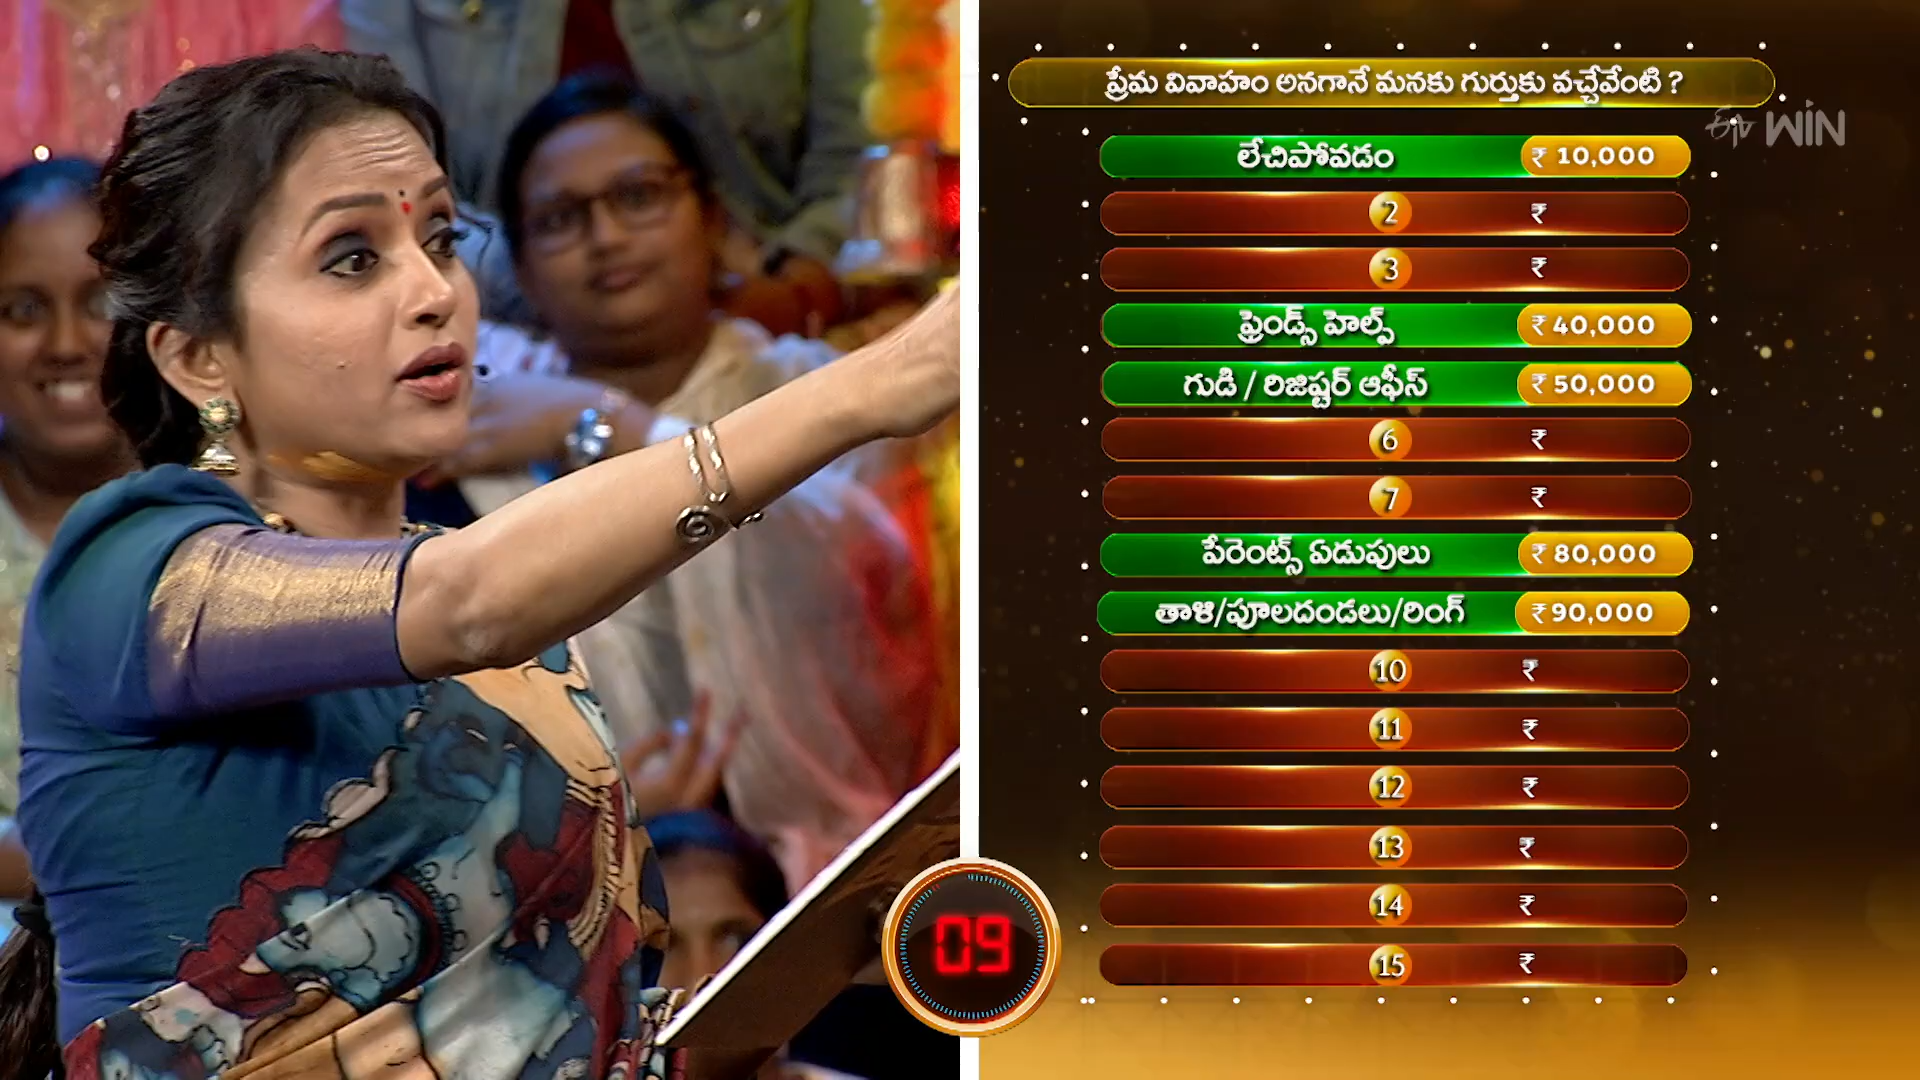 ప్రేమ వివాహం అనగానే మనకు గుర్తుకు వచ్చేవేంటి ?
ఈటీవీ WIN
లేచిపోవడం ₹ 10,000
2 ₹
3 ₹
ఫ్రెండ్స్ హెల్ప్ ₹ 40,000
గుడి / రిజిష్టర్ ఆఫీస్ ₹ 50,000
6 ₹
7 ₹
పేరెంట్స్ ఏడుపులు ₹ 80,000
తాళి/పూలదండలు/రింగ్ ₹ 90,000
10 ₹
11 ₹
12 ₹
13 ₹
14 ₹
15 ₹
09